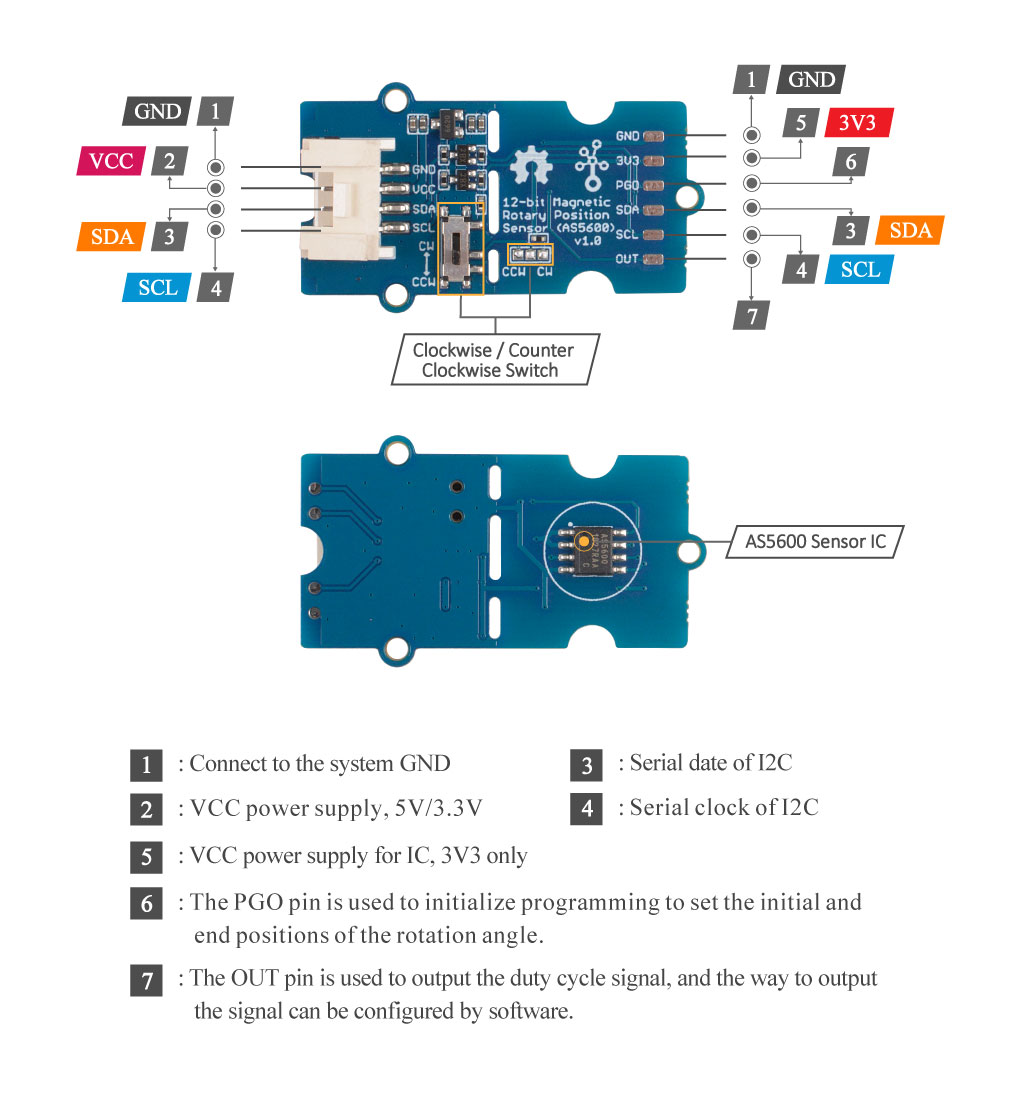 1 GND
GND 1
5 3V3
VCC 2
6
SDA 3
3 SDA
SCL 4
4 SCL
7
GND
VCC
SDA
SCL
CW
CCW
12-bit Magnetic
Rotary Position
Sensor (AS5600)
v1.0
CCW CW
GND
3V3
PGO
SDA
SCL
OUT
Clockwise / Counter
Clockwise Switch
AS5600
AS5600 Sensor IC
1 : Connect to the system GND
3 : Serial date of I2C
2 : VCC power supply, 5V/3.3V
4 : Serial clock of I2C
5 : VCC power supply for IC, 3V3 only
6 : The PGO pin is used to initialize programming to set the initial and
end positions of the rotation angle.
7 : The OUT pin is used to output the duty cycle signal, and the way to output
the signal can be configured by software.